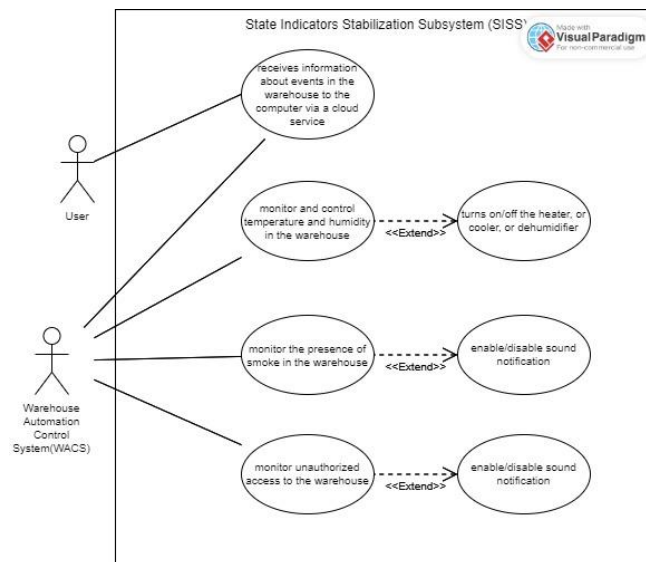 State Indicators Stabilization Subsystem (SISS)
Made with
VisualParadigm
For non-commercial use
receives information
about events in the
warehouse to the
computer via a cloud
service
User
monitor and control
temperature and humidity
in the warehouse
<<Extend>>
turns on/off the heater, or
cooler, or dehumidifier
monitor the presence of
smoke in the warehouse
<<Extend>>
enable/disable sound
notification
Warehouse
Automation
Control
System(WACS)
monitor unauthorized
access to the warehouse
<<Extend>>
enable/disable sound
notification